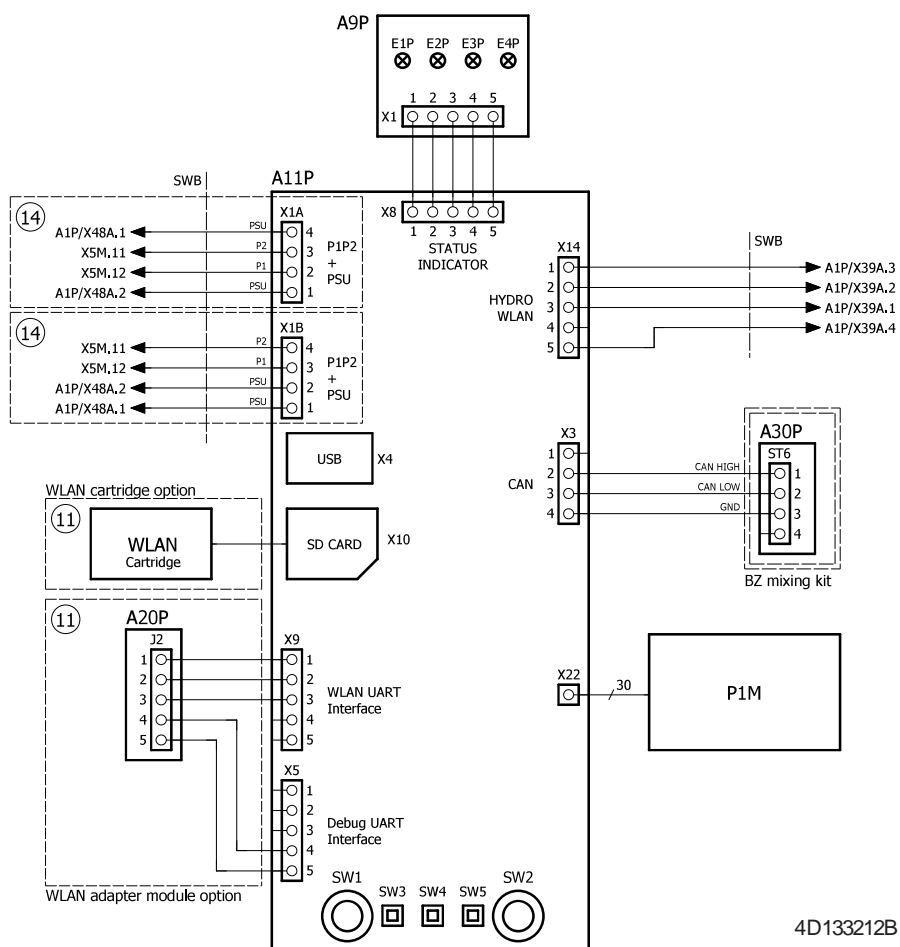 A9P
E1P E2P E3P E4P
1 2 3 4 5
X1
SWB
A11P
14
X1A
A1P/X48A.1 PSU 4
X5M.11 P2 3
X5M.12 P1 2
A1P/X48A.2 PSU 1
P1P2
+
PSU
X8
1 2 3 4 5
STATUS
INDICATOR
X14
SWB
1 A1P/X39A.3
2 A1P/X39A.2
3 A1P/X39A.1
4 A1P/X39A.4
5
HYDRO
WLAN
14
X1B
X5M.11 P2 4
X5M.12 P1 3
A1P/X48A.2 PSU 2
A1P/X48A.1 PSU 1
P1P2
+
PSU
USB X4
X3
1
2
3
4
CAN
CAN HIGH
CAN LOW
GND
A30P
ST6
1
2
3
4
BZ mixing kit
WLAN cartridge option
11
WLAN
Cartridge
SD CARD X10
11
A20P
J2
1
2
3
4
5
X9
1
2
3
4
5
WLAN UART
Interface
X22
30
P1M
X5
1
2
3
4
5
Debug UART
Interface
WLAN adapter module option
SW1 SW3 SW4 SW5 SW2
4D133212B